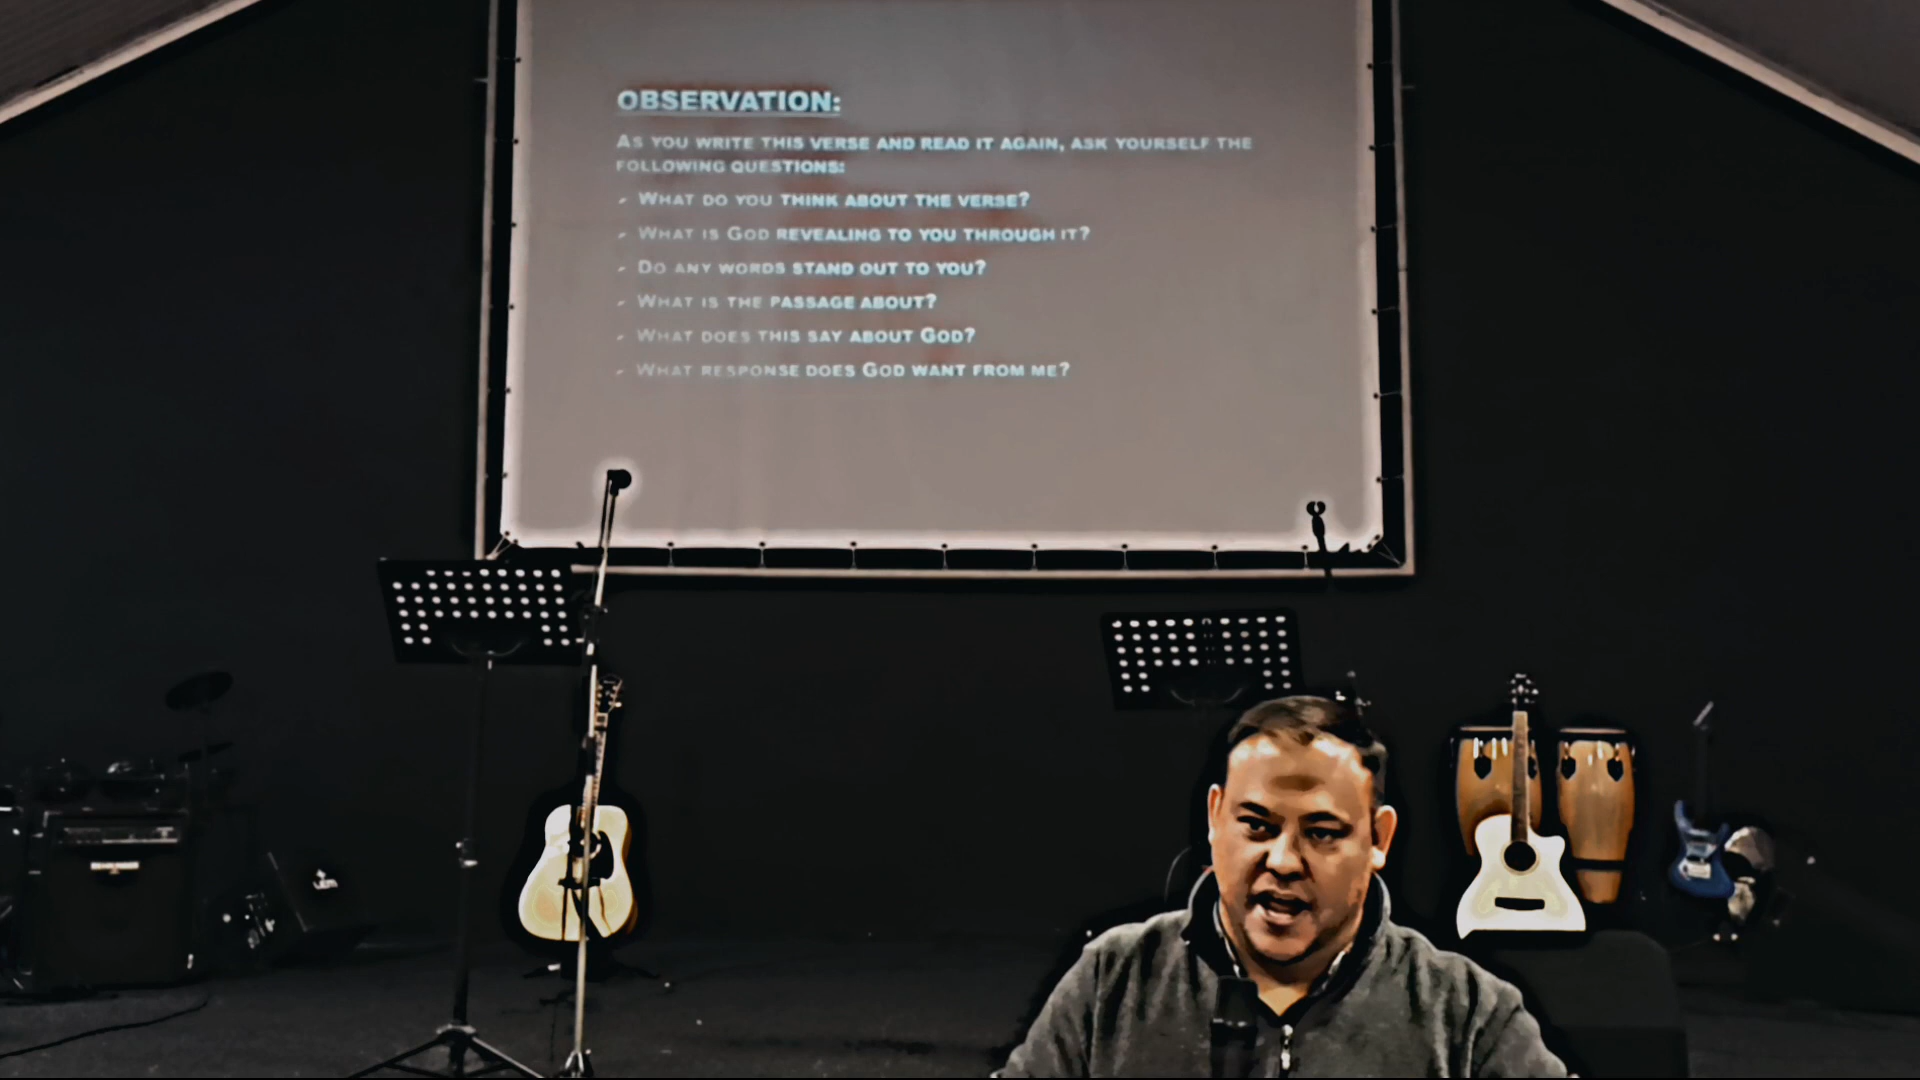 OBSERVATION:
AS YOU WRITE THIS VERSE AND READ IT AGAIN, ASK YOURSELF THE
FOLLOWING QUESTIONS:
- WHAT DO YOU THINK ABOUT THE VERSE?
- WHAT IS GOD REVEALING TO YOU THROUGH IT?
- DO ANY WORDS STAND OUT TO YOU?
- WHAT IS THE PASSAGE ABOUT?
- WHAT DOES THIS SAY ABOUT GOD?
- WHAT RESPONSE DOES GOD WANT FROM ME?